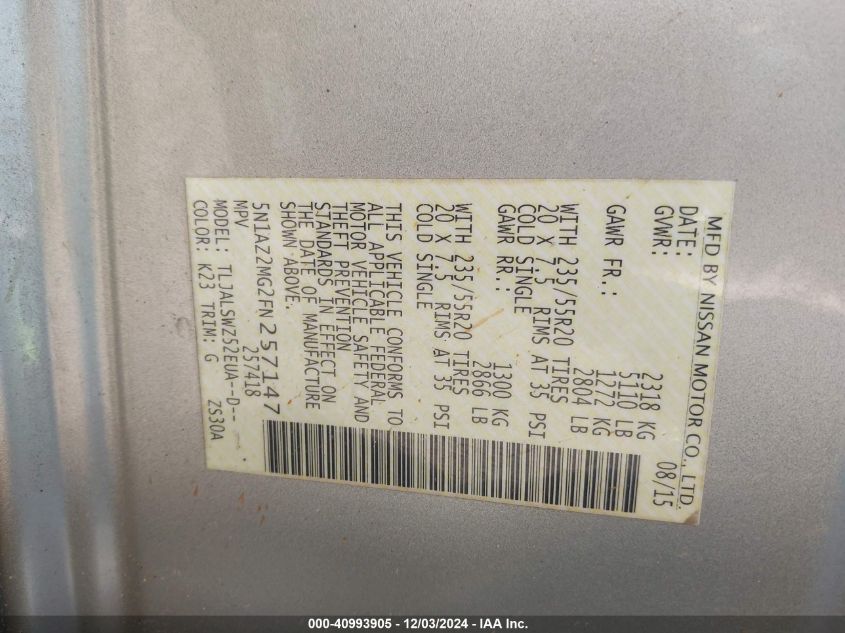 MFD BY NISSAN MOTOR CO., LTD.
DATE: 08/15
GVWR: 2318 KG
5110 LB
GAWR FR.: 1272 KG
2804 LB
WITH 235/55R20 TIRES
20 X 7.5 RIMS AT 35 PSI
COLD SINGLE
GAWR RR.: 1300 KG
2866 LB
WITH 235/55R20 TIRES
20 X 7.5 RIMS AT 35 PSI
COLD SINGLE
THIS VEHICLE CONFORMS TO
ALL APPLICABLE FEDERAL
MOTOR VEHICLE SAFETY AND
THEFT PREVENTION
STANDARDS IN EFFECT ON
THE DATE OF MANUFACTURE
SHOWN ABOVE.
5N1AZ2MG2FN257147
MPV 257418
MODEL: TLJALSWZ52EUA--D--
COLOR: K23 TRIM: G ZS30A
000-40993905 - 12/03/2024 - IAA Inc.